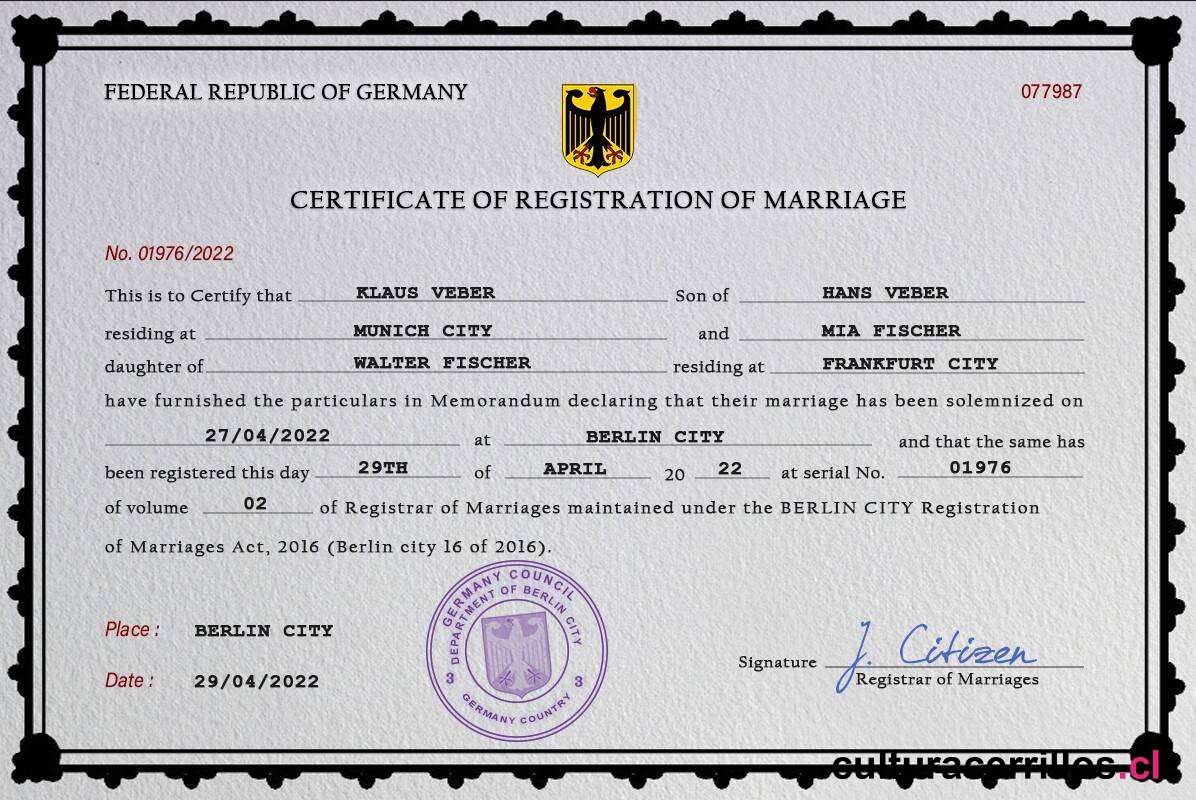 FEDERAL REPUBLIC OF GERMANY
077987
CERTIFICATE OF REGISTRATION OF MARRIAGE
No. 01976/2022
This is to Certify that KLAUS VEBER Son of HANS VEBER
residing at MUNICH CITY and MIA FISCHER
daughter of WALTER FISCHER residing at FRANKFURT CITY
have furnished the particulars in Memorandum declaring that their marriage has been solemnized on
27/04/2022 at BERLIN CITY and that the same has
been registered this day 29TH of APRIL 20 22 at serial No. 01976
of volume 02 of Registrar of Marriages maintained under the BERLIN CITY Registration
of Marriages Act, 2016 (Berlin city 16 of 2016).
GERMANY COUNCIL
DEPARTMENT OF BERLIN CITY
3 3
GERMANY COUNTRY
Place : BERLIN CITY
Date : 29/04/2022
Signature J. Citizen
Registrar of Marriages
culturacerrillos.cl